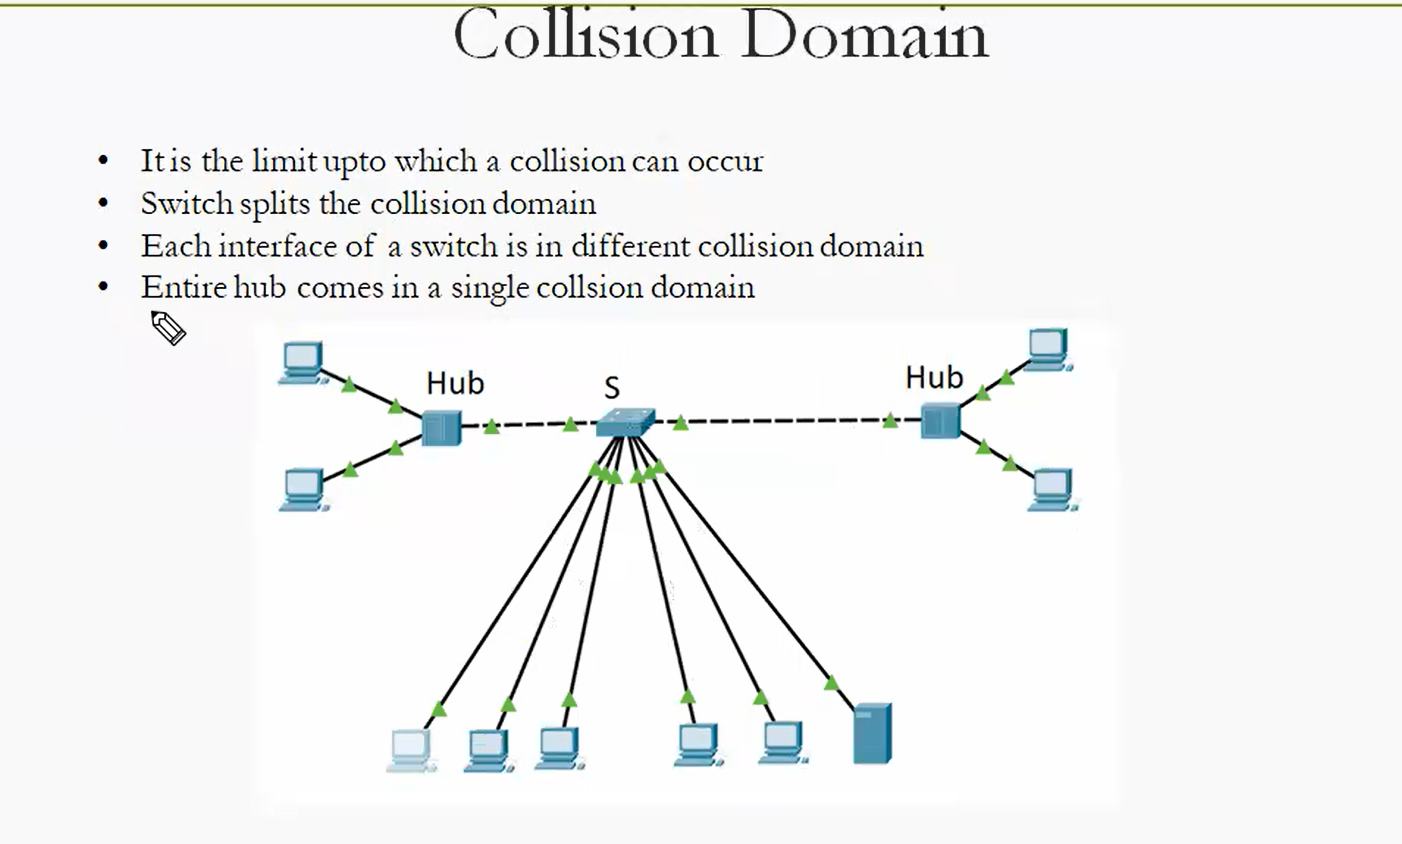 Collision Domain
• It is the limit upto which a collision can occur
• Switch splits the collision domain
• Each interface of a switch is in different collision domain
• Entire hub comes in a single collsion domain
Hub
S
Hub